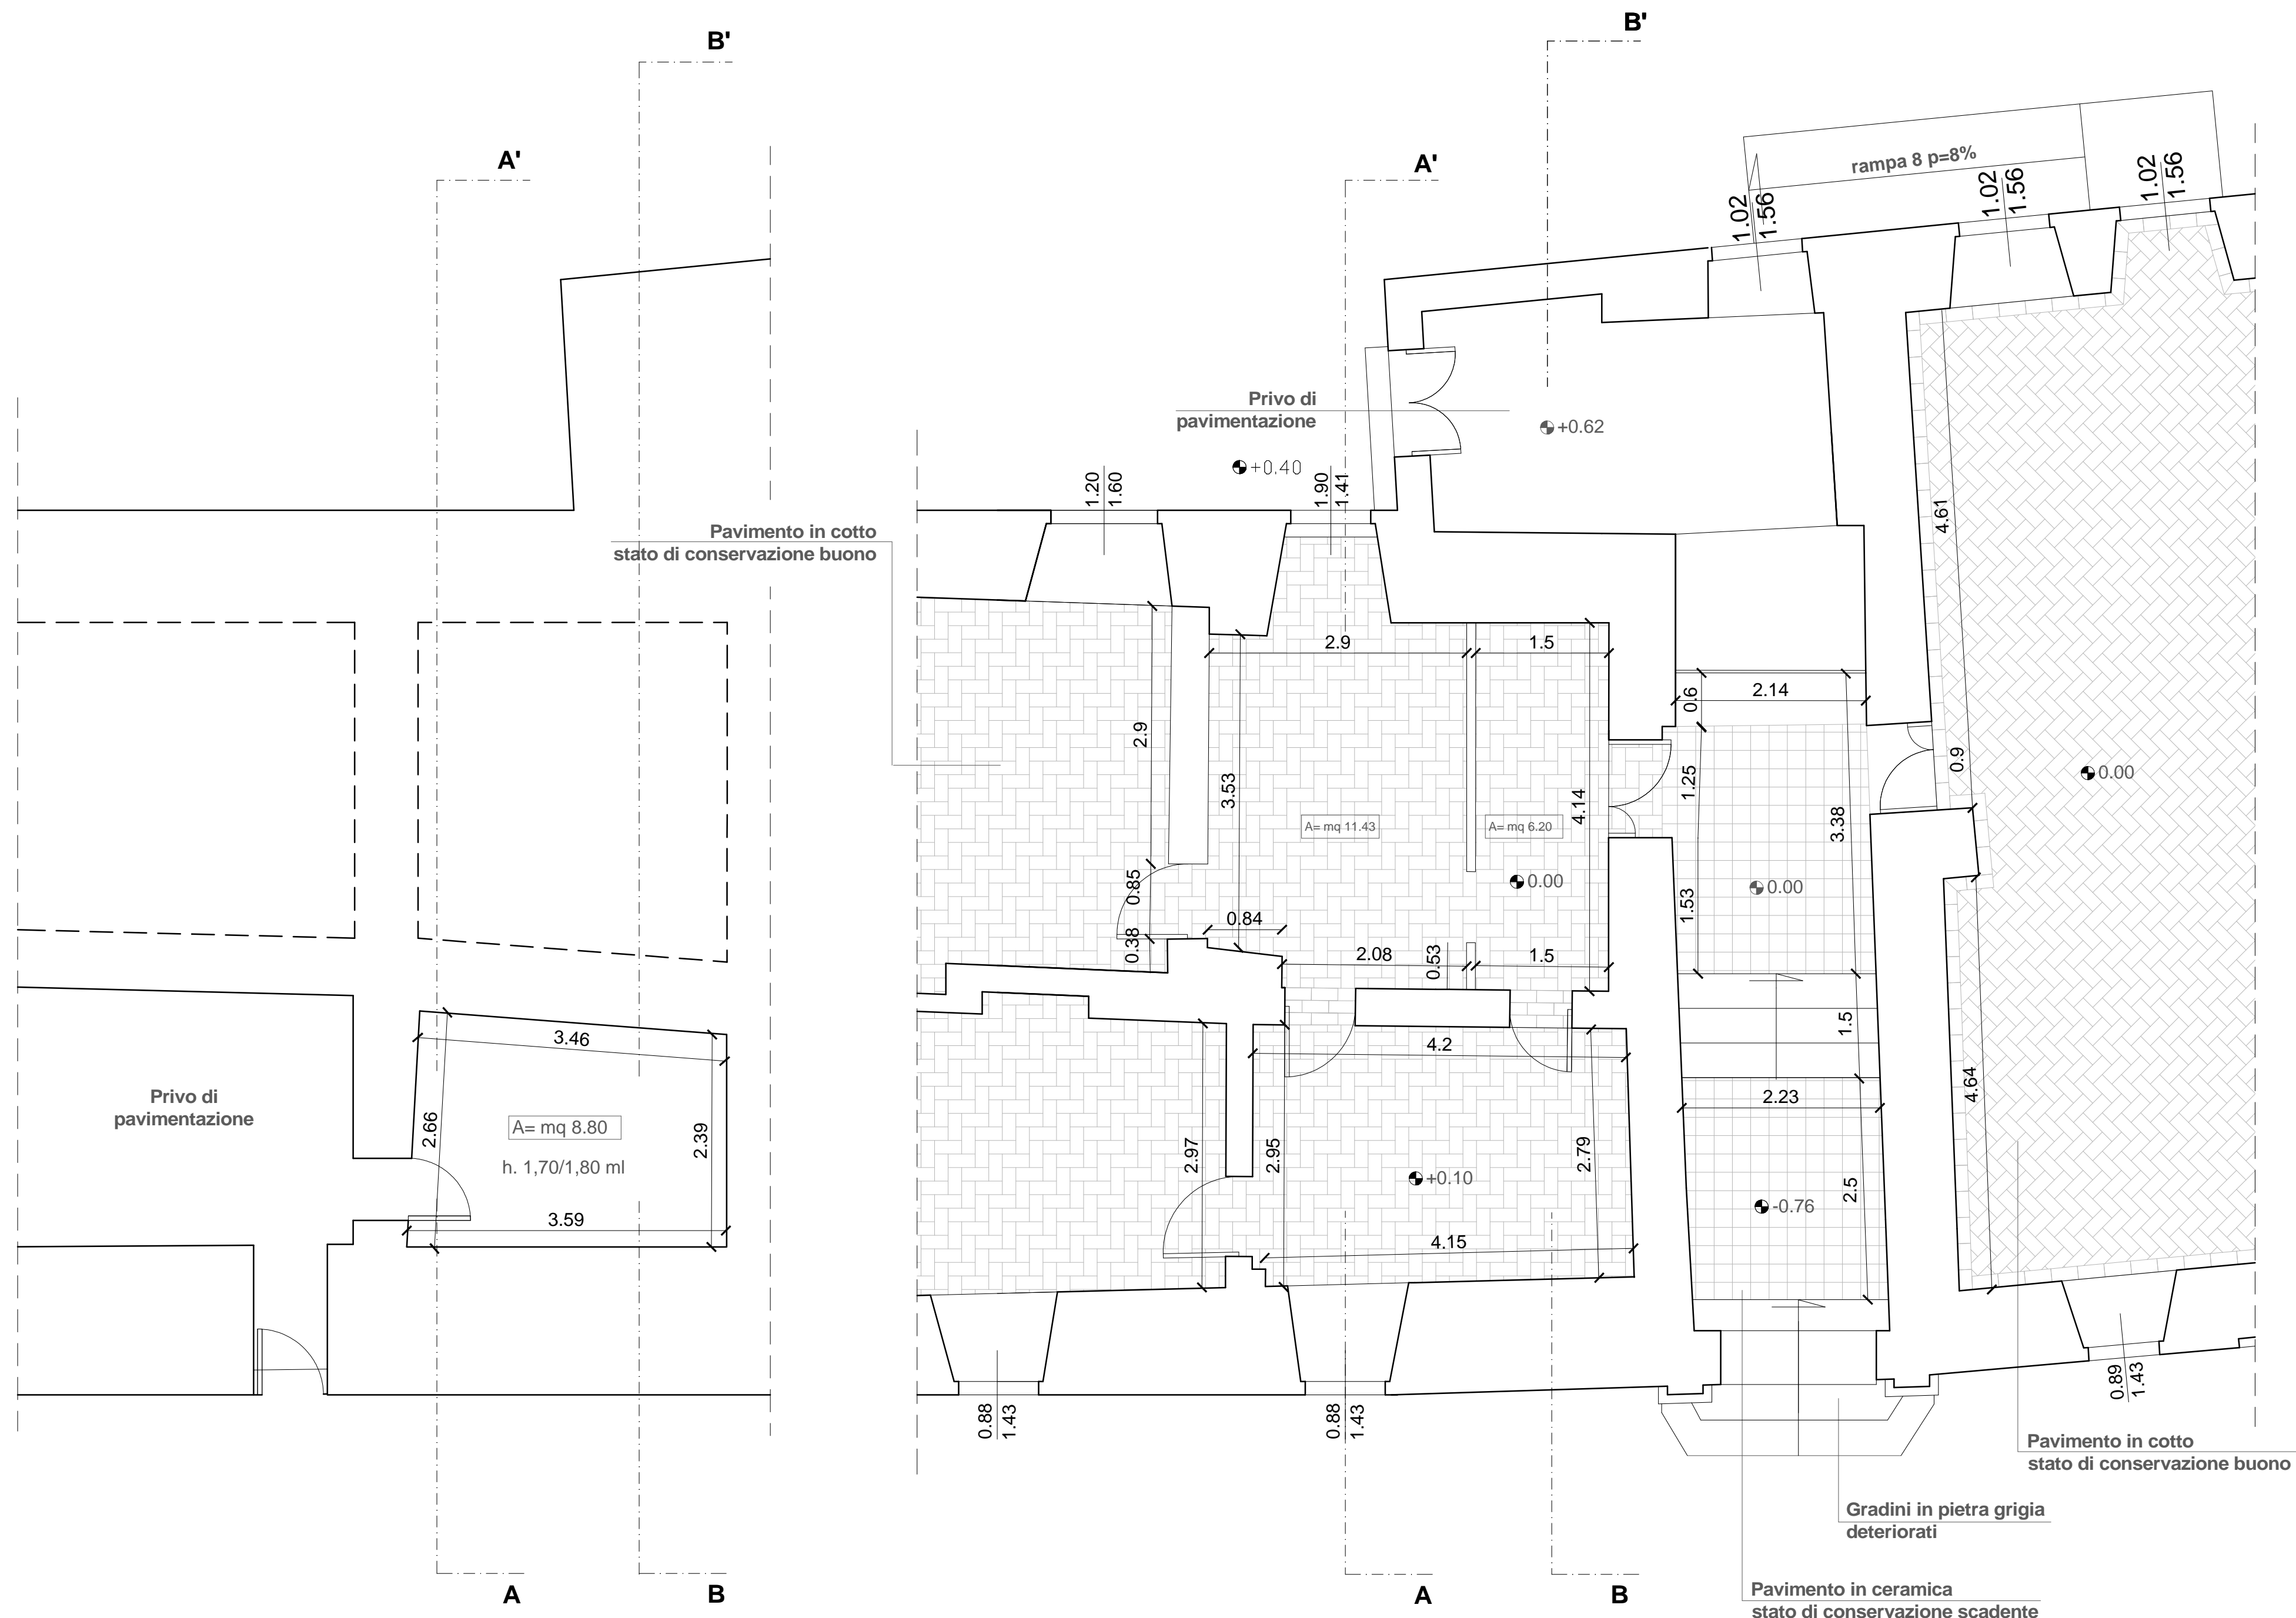 B'
A'
Privo di
pavimentazione
3.46
2.66
A= mq 8.80
h. 1,70/1,80 ml
2.39
3.59
A
B
B'
A'
rampa 8 p=8%
1.02
1.56
1.02
1.56
1.02
1.56
Privo di
pavimentazione
+0.62
+0.40
1.20
1.60
1.90
1.41
Pavimento in cotto
stato di conservazione buono
4.61
2.9
1.5
0.6
2.14
2.9
3.53
4.14
1.25
0.9
0.00
A= mq 11.43
A= mq 6.20
3.38
0.85
0.00
0.00
1.53
0.84
0.38
2.08
0.53
1.5
1.5
4.2
4.64
2.23
2.97
2.95
2.79
+0.10
2.5
-0.76
4.15
0.88
1.43
0.88
1.43
0.89
1.43
Pavimento in cotto
stato di conservazione buono
Gradini in pietra grigia
deteriorati
Pavimento in ceramica
stato di conservazione scadente
A
B